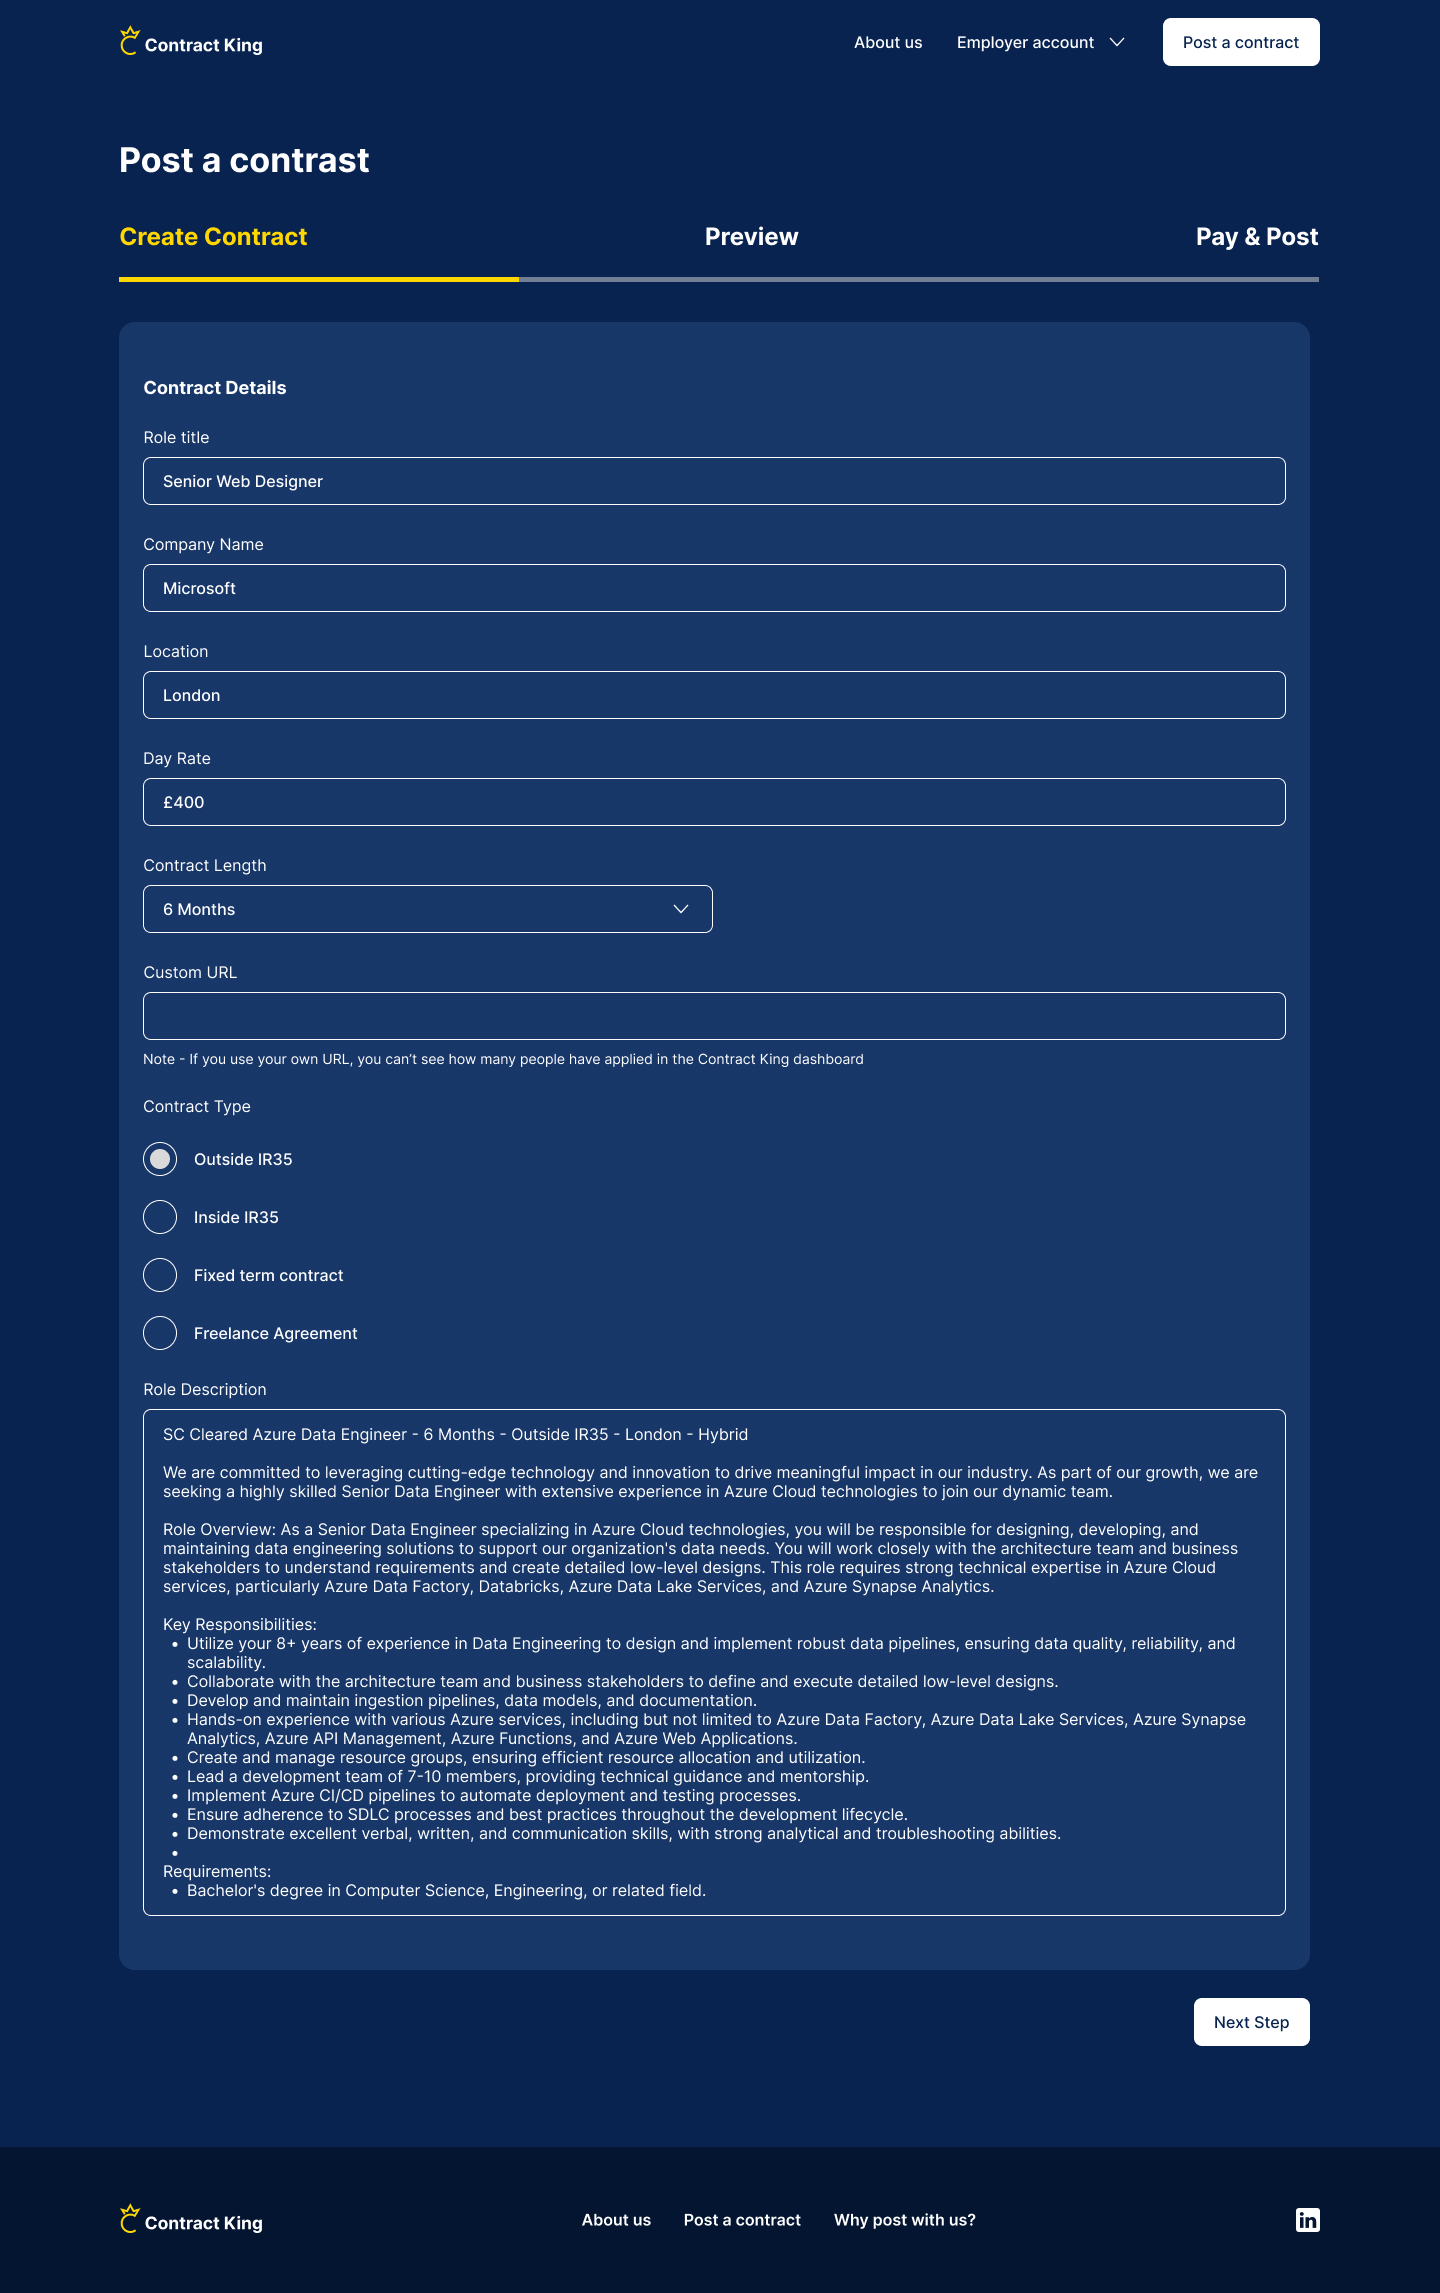 Contract King
About us
Employer account
Post a contract
Post a contrast
Create Contract
Preview
Pay & Post
Contract Details
Role title
Senior Web Designer
Company Name
Microsoft
Location
London
Day Rate
£400
Contract Length
6 Months
Custom URL
Note - If you use your own URL, you can’t see how many people have applied in the Contract King dashboard
Contract Type
Outside IR35
Inside IR35
Fixed term contract
Freelance Agreement
Role Description
SC Cleared Azure Data Engineer - 6 Months - Outside IR35 - London - Hybrid
We are committed to leveraging cutting-edge technology and innovation to drive meaningful impact in our industry. As part of our growth, we are
seeking a highly skilled Senior Data Engineer with extensive experience in Azure Cloud technologies to join our dynamic team.
Role Overview: As a Senior Data Engineer specializing in Azure Cloud technologies, you will be responsible for designing, developing, and
maintaining data engineering solutions to support our organization's data needs. You will work closely with the architecture team and business
stakeholders to understand requirements and create detailed low-level designs. This role requires strong technical expertise in Azure Cloud
services, particularly Azure Data Factory, Databricks, Azure Data Lake Services, and Azure Synapse Analytics.
Key Responsibilities:
• Utilize your 8+ years of experience in Data Engineering to design and implement robust data pipelines, ensuring data quality, reliability, and
scalability.
• Collaborate with the architecture team and business stakeholders to define and execute detailed low-level designs.
• Develop and maintain ingestion pipelines, data models, and documentation.
• Hands-on experience with various Azure services, including but not limited to Azure Data Factory, Azure Data Lake Services, Azure Synapse
Analytics, Azure API Management, Azure Functions, and Azure Web Applications.
• Create and manage resource groups, ensuring efficient resource allocation and utilization.
• Lead a development team of 7-10 members, providing technical guidance and mentorship.
• Implement Azure CI/CD pipelines to automate deployment and testing processes.
• Ensure adherence to SDLC processes and best practices throughout the development lifecycle.
• Demonstrate excellent verbal, written, and communication skills, with strong analytical and troubleshooting abilities.
•
Requirements:
• Bachelor's degree in Computer Science, Engineering, or related field.
Next Step
Contract King
About us
Post a contract
Why post with us?
in